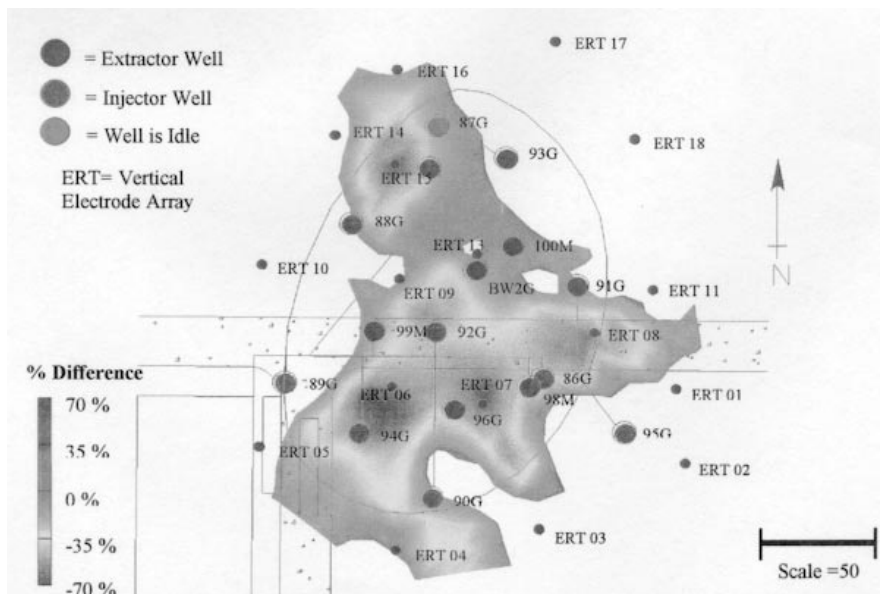 ERT 17
= Extractor Well
ERT 16
= Injector Well
87G
= Well is Idle
ERT 14
93G
ERT 18
ERT= Vertical
Electrode Array
ERT 15
88G
ERT 13
100M
N
ERT 10
ERT 09
BW2G
91G
ERT 11
99M
92G
ERT 08
% Difference
89G
86G
ERT 06
ERT 07
98M
ERT 01
70 %
96G
94G
95G
35 %
ERT 05
ERT 02
0 %
90G
ERT 03
-35 %
ERT 04
Scale =50
-70 %